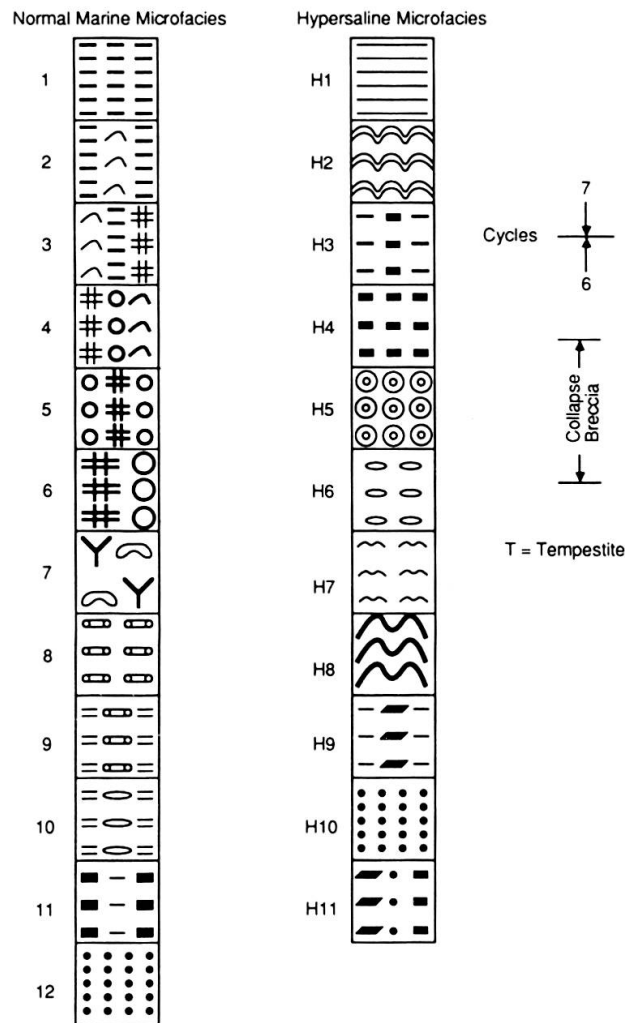 Normal Marine Microfacies
1
2
3
4
5
6
7
8
9
10
11
12
Hypersaline Microfacies
H1
H2
H3
H4
H5
H6
H7
H8
H9
H10
H11
7
Cycles
6
Collapse
Breccia
T = Tempestite